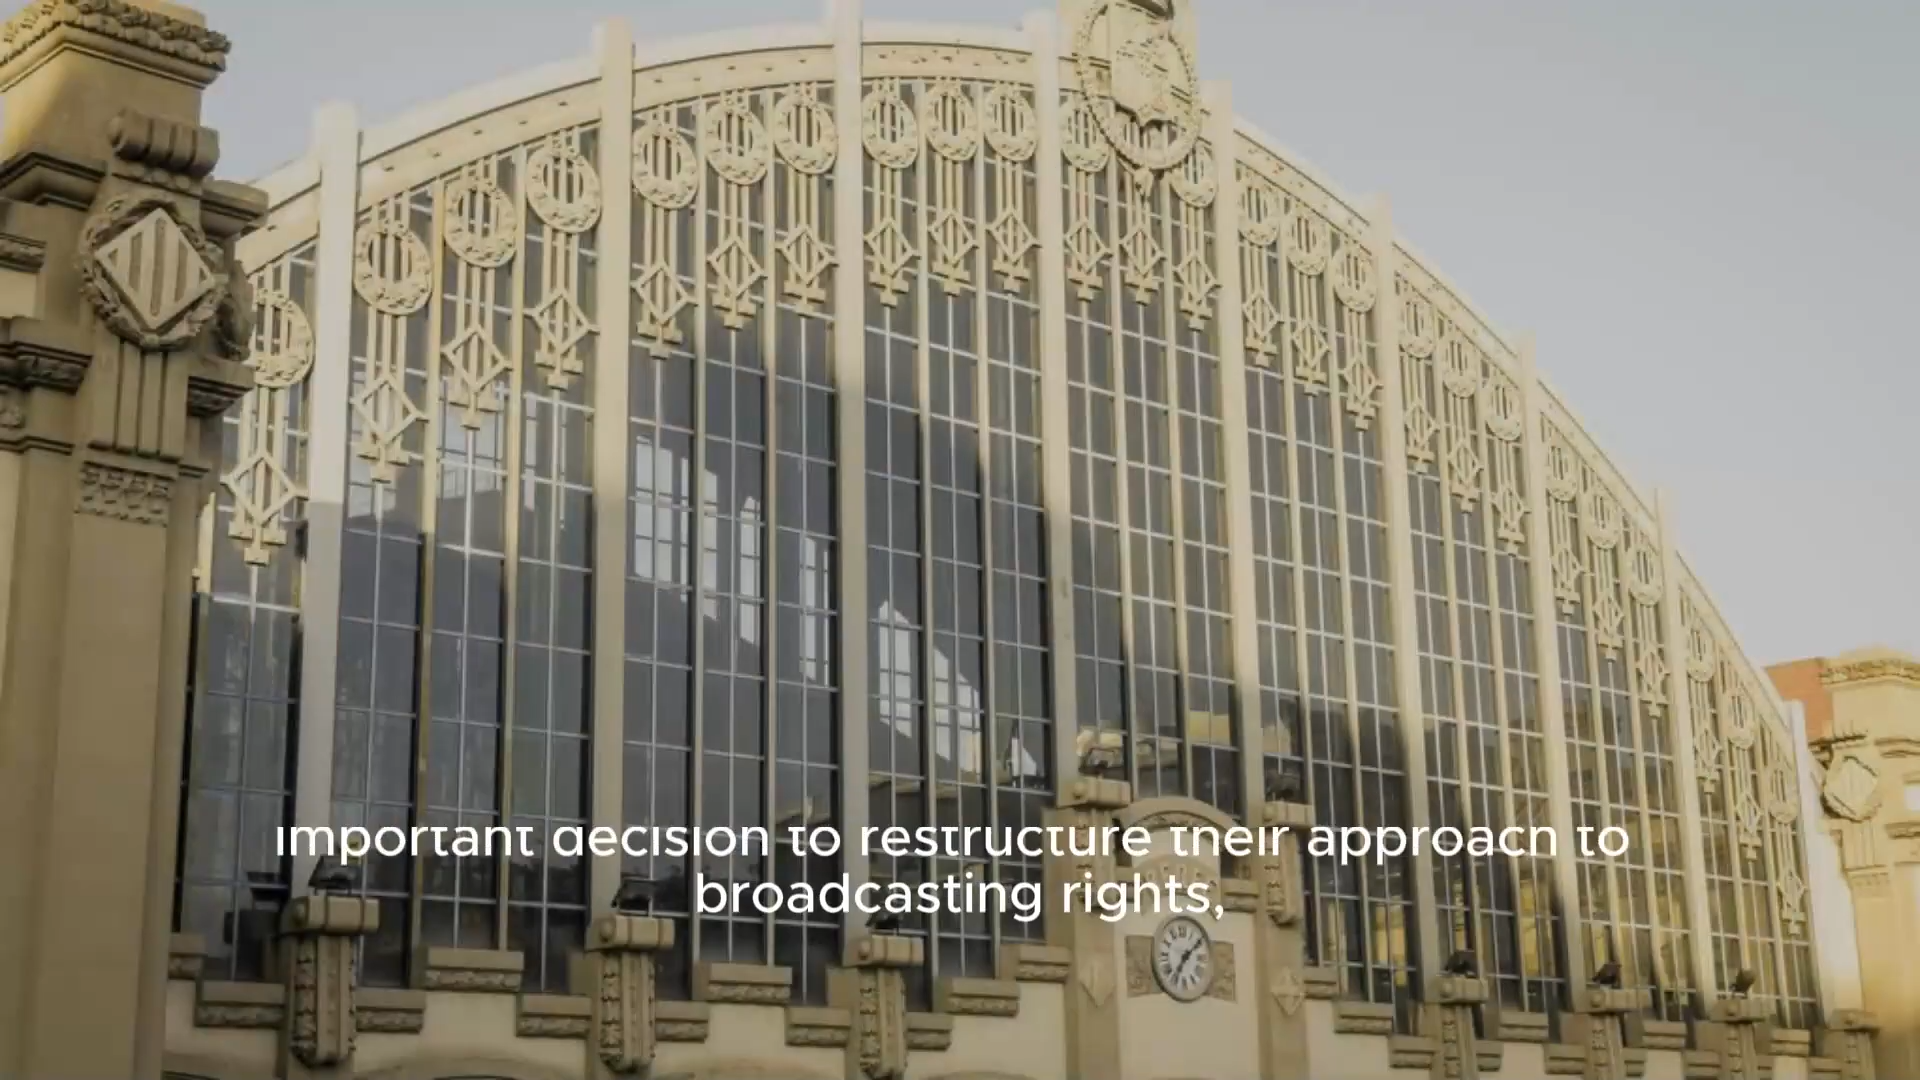 important decision to restructure their approach to
broadcasting rights,